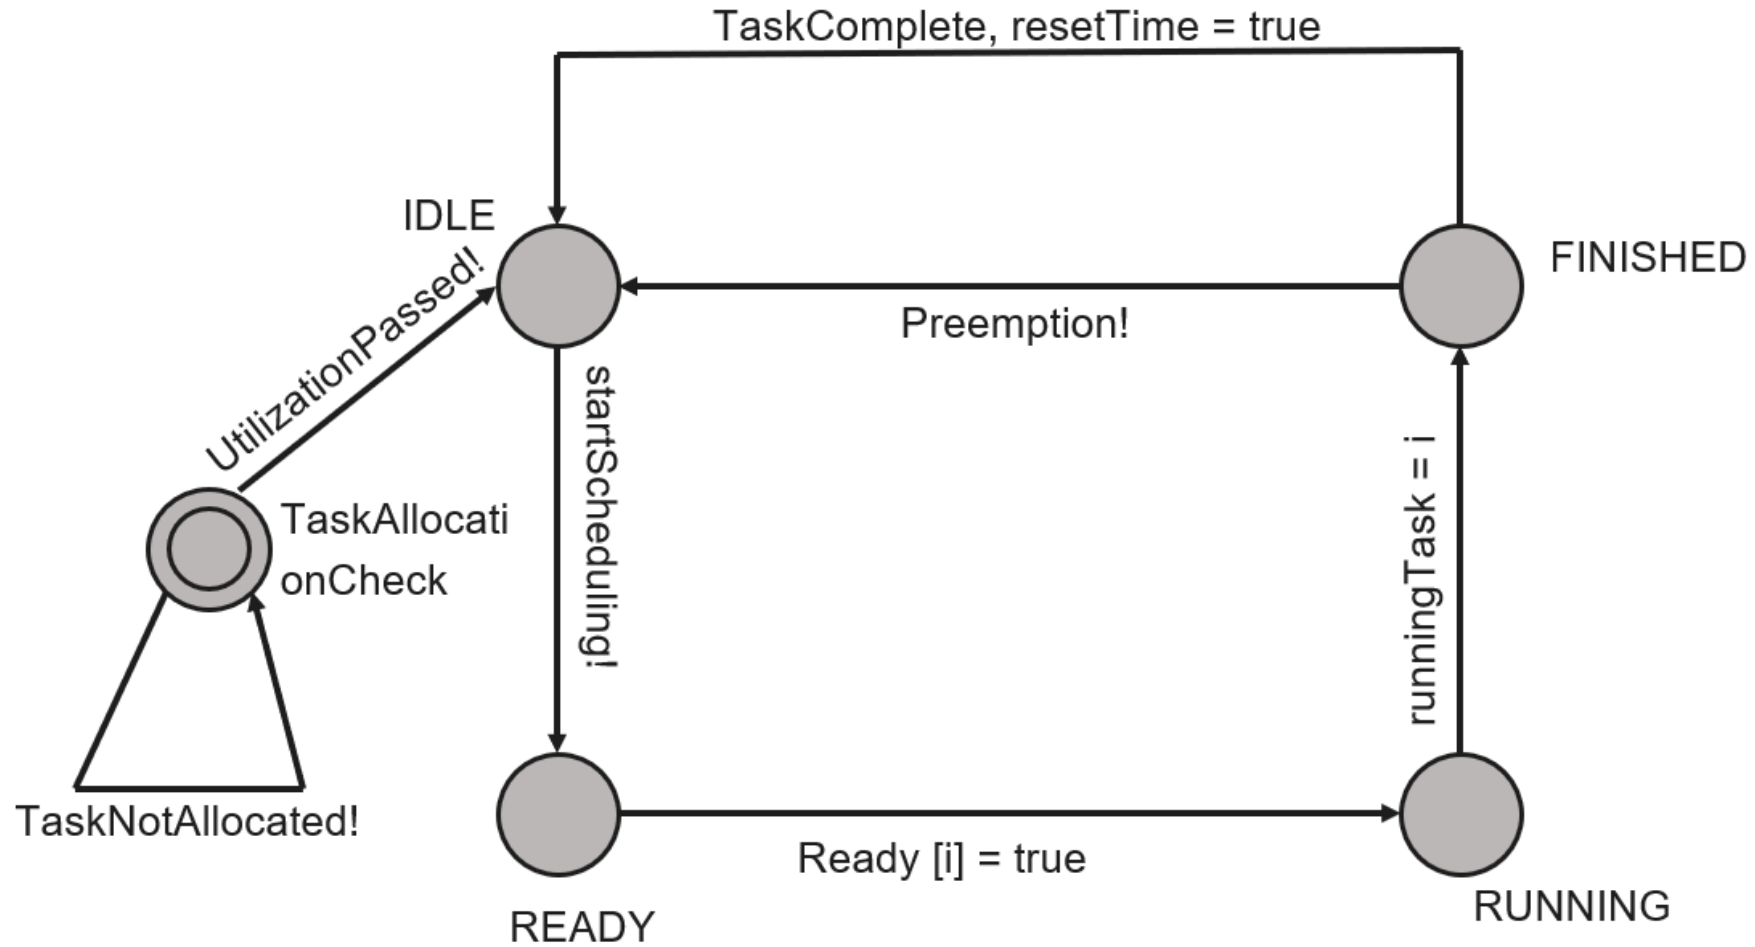 TaskComplete, resetTime = true
IDLE
FINISHED
UtilizationPassed!
Preemption!
startScheduling!
TaskAllocati
onCheck
runningTask = i
TaskNotAllocated!
Ready [i] = true
RUNNING
READY